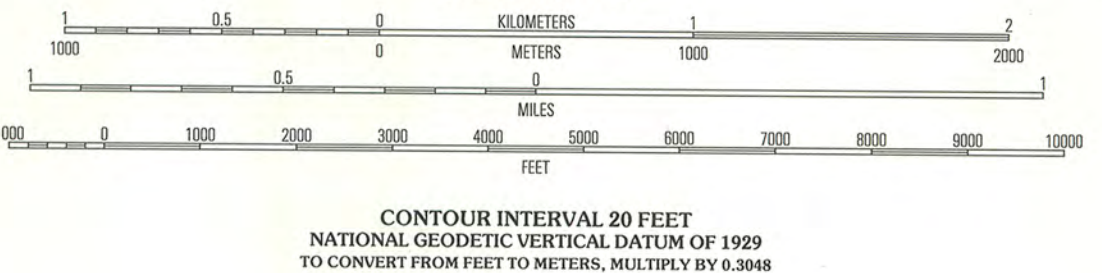 1 0.5 0 KILOMETERS 1 2
1000 0 METERS 1000 2000
1 0.5 0 1
MILES
000 0 1000 2000 3000 4000 5000 6000 7000 8000 9000 10000
FEET
CONTOUR INTERVAL 20 FEET
NATIONAL GEODETIC VERTICAL DATUM OF 1929
TO CONVERT FROM FEET TO METERS, MULTIPLY BY 0.3048